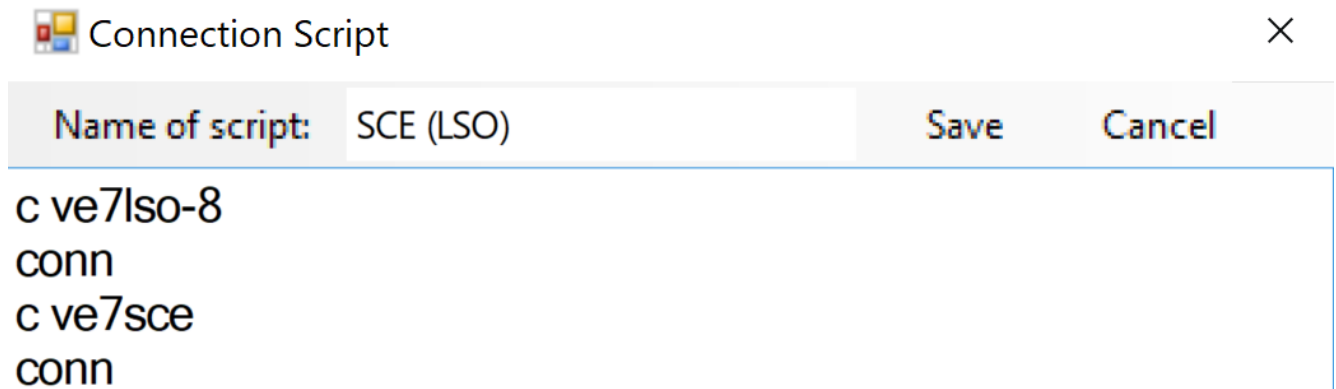 Connection Script
Name of script: SCE (LSO) Save Cancel
c ve7lso-8
conn
c ve7sce
conn